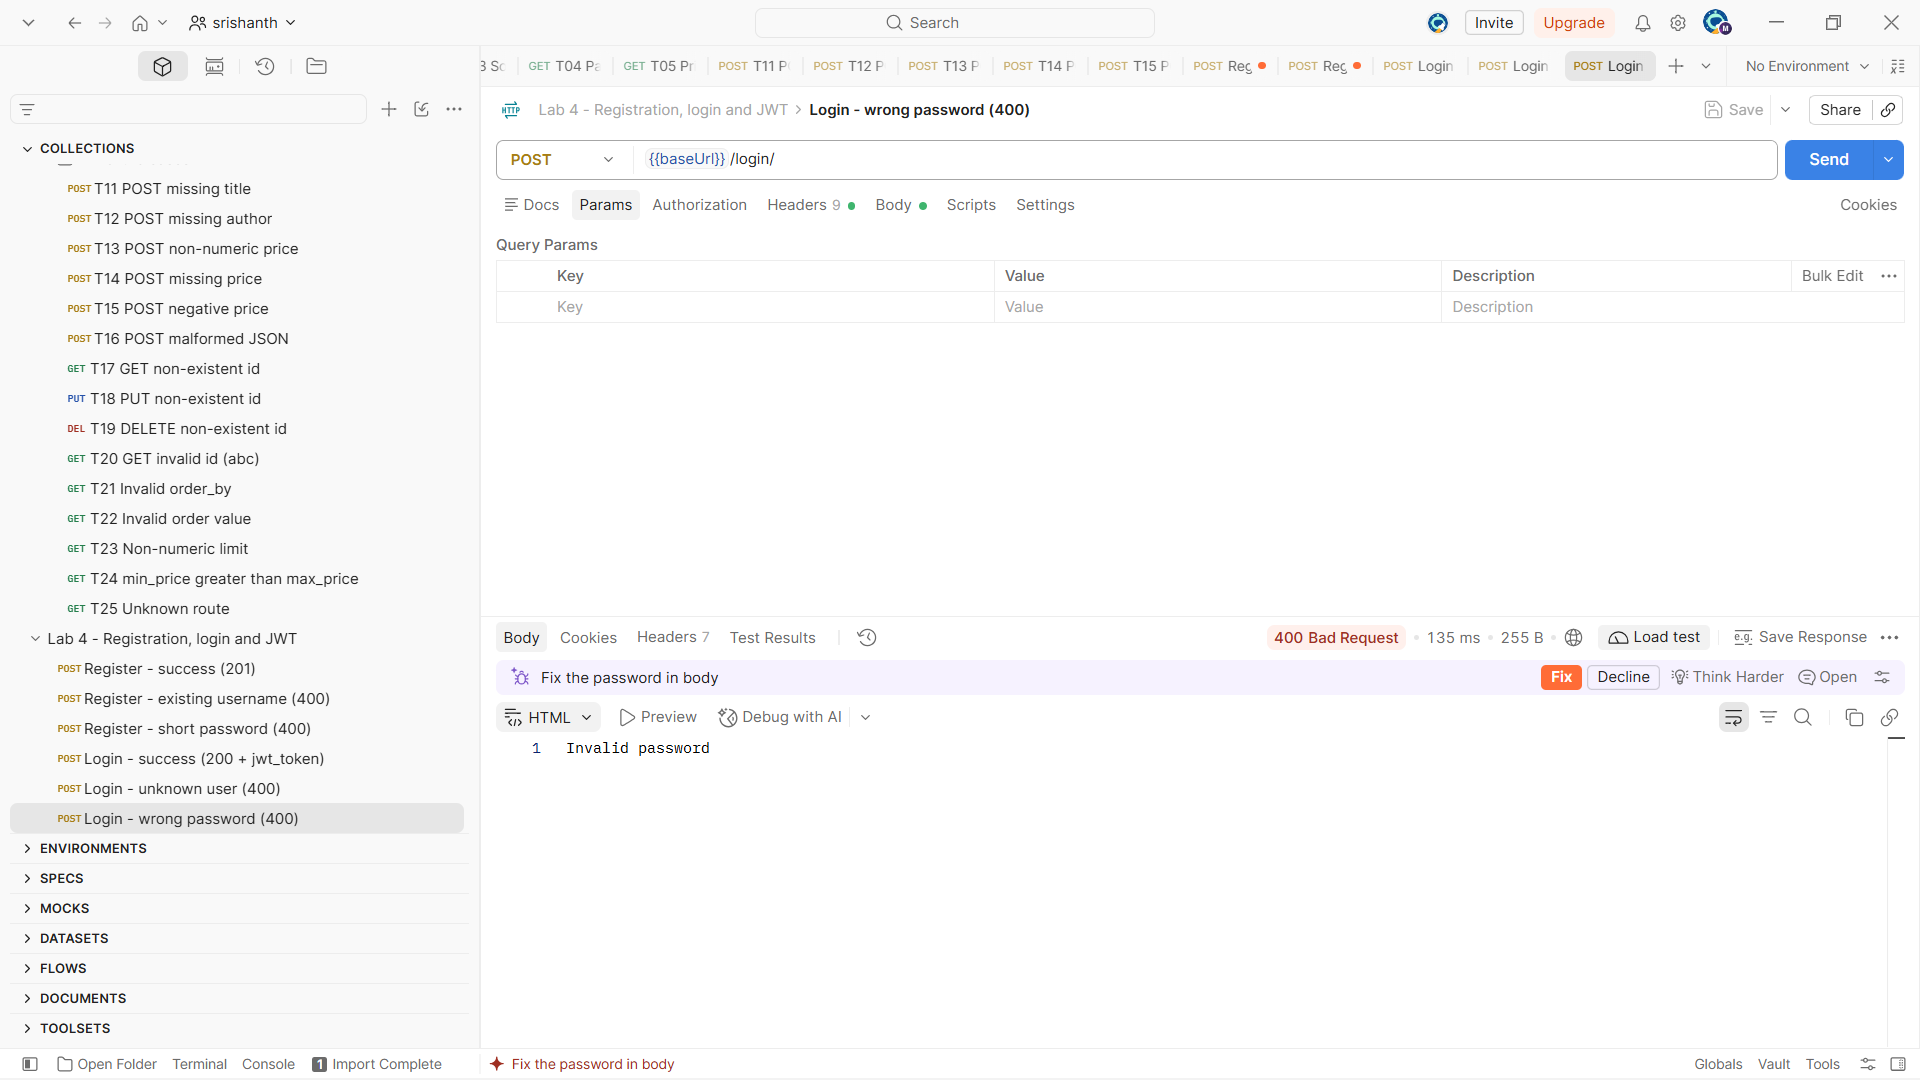 srishanth
Search
Invite
Upgrade
3 Sc
GET T04 Pa
GET T05 Pr
POST T11 P
POST T12 P
POST T13 P
POST T14 P
POST T15 P
POST Reg
POST Reg
POST Login
POST Login
POST Login
No Environment
COLLECTIONS
POST T11 POST missing title
POST T12 POST missing author
POST T13 POST non-numeric price
POST T14 POST missing price
POST T15 POST negative price
POST T16 POST malformed JSON
GET T17 GET non-existent id
PUT T18 PUT non-existent id
DEL T19 DELETE non-existent id
GET T20 GET invalid id (abc)
GET T21 Invalid order_by
GET T22 Invalid order value
GET T23 Non-numeric limit
GET T24 min_price greater than max_price
GET T25 Unknown route
Lab 4 - Registration, login and JWT
POST Register - success (201)
POST Register - existing username (400)
POST Register - short password (400)
POST Login - success (200 + jwt_token)
POST Login - unknown user (400)
POST Login - wrong password (400)
ENVIRONMENTS
SPECS
MOCKS
DATASETS
FLOWS
DOCUMENTS
TOOLSETS
HTTP Lab 4 - Registration, login and JWT > Login - wrong password (400)
Save
Share
POST {{baseUrl}} /login/
Send
Docs Params Authorization Headers 9 Body Scripts Settings Cookies
Query Params
Key Value Description Bulk Edit
Key Value Description
Body Cookies Headers 7 Test Results
400 Bad Request • 135 ms • 255 B
Load test
e.g. Save Response
Fix the password in body
Fix Decline Think Harder Open
HTML Preview Debug with AI
1 Invalid password
Open Folder Terminal Console 1 Import Complete
Fix the password in body
Globals Vault Tools